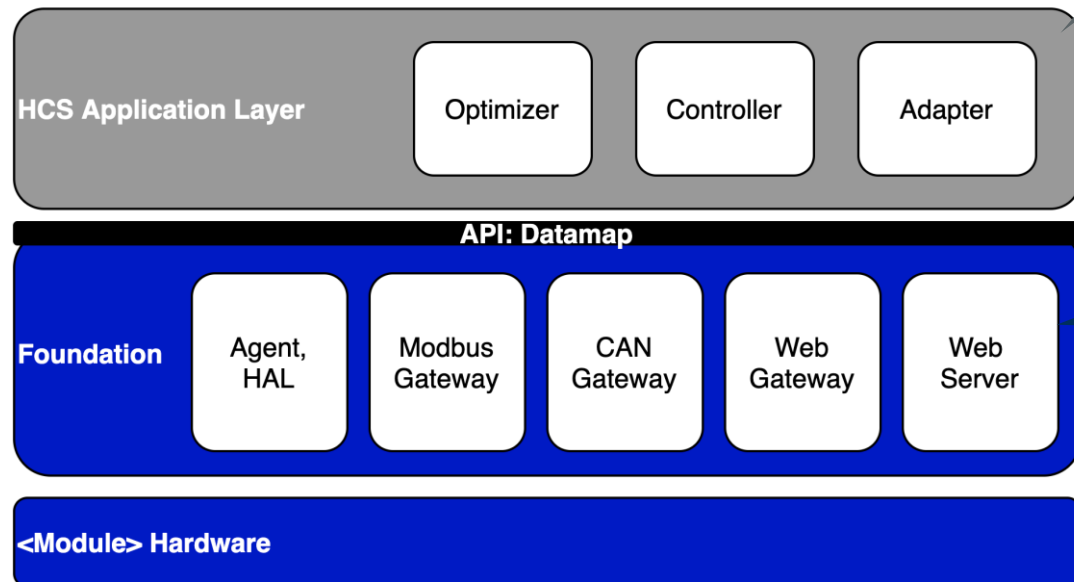 HCS Application Layer
Optimizer
Controller
Adapter
API: Datamap
Foundation
Agent,
HAL
Modbus
Gateway
CAN
Gateway
Web
Gateway
Web
Server
<Module> Hardware